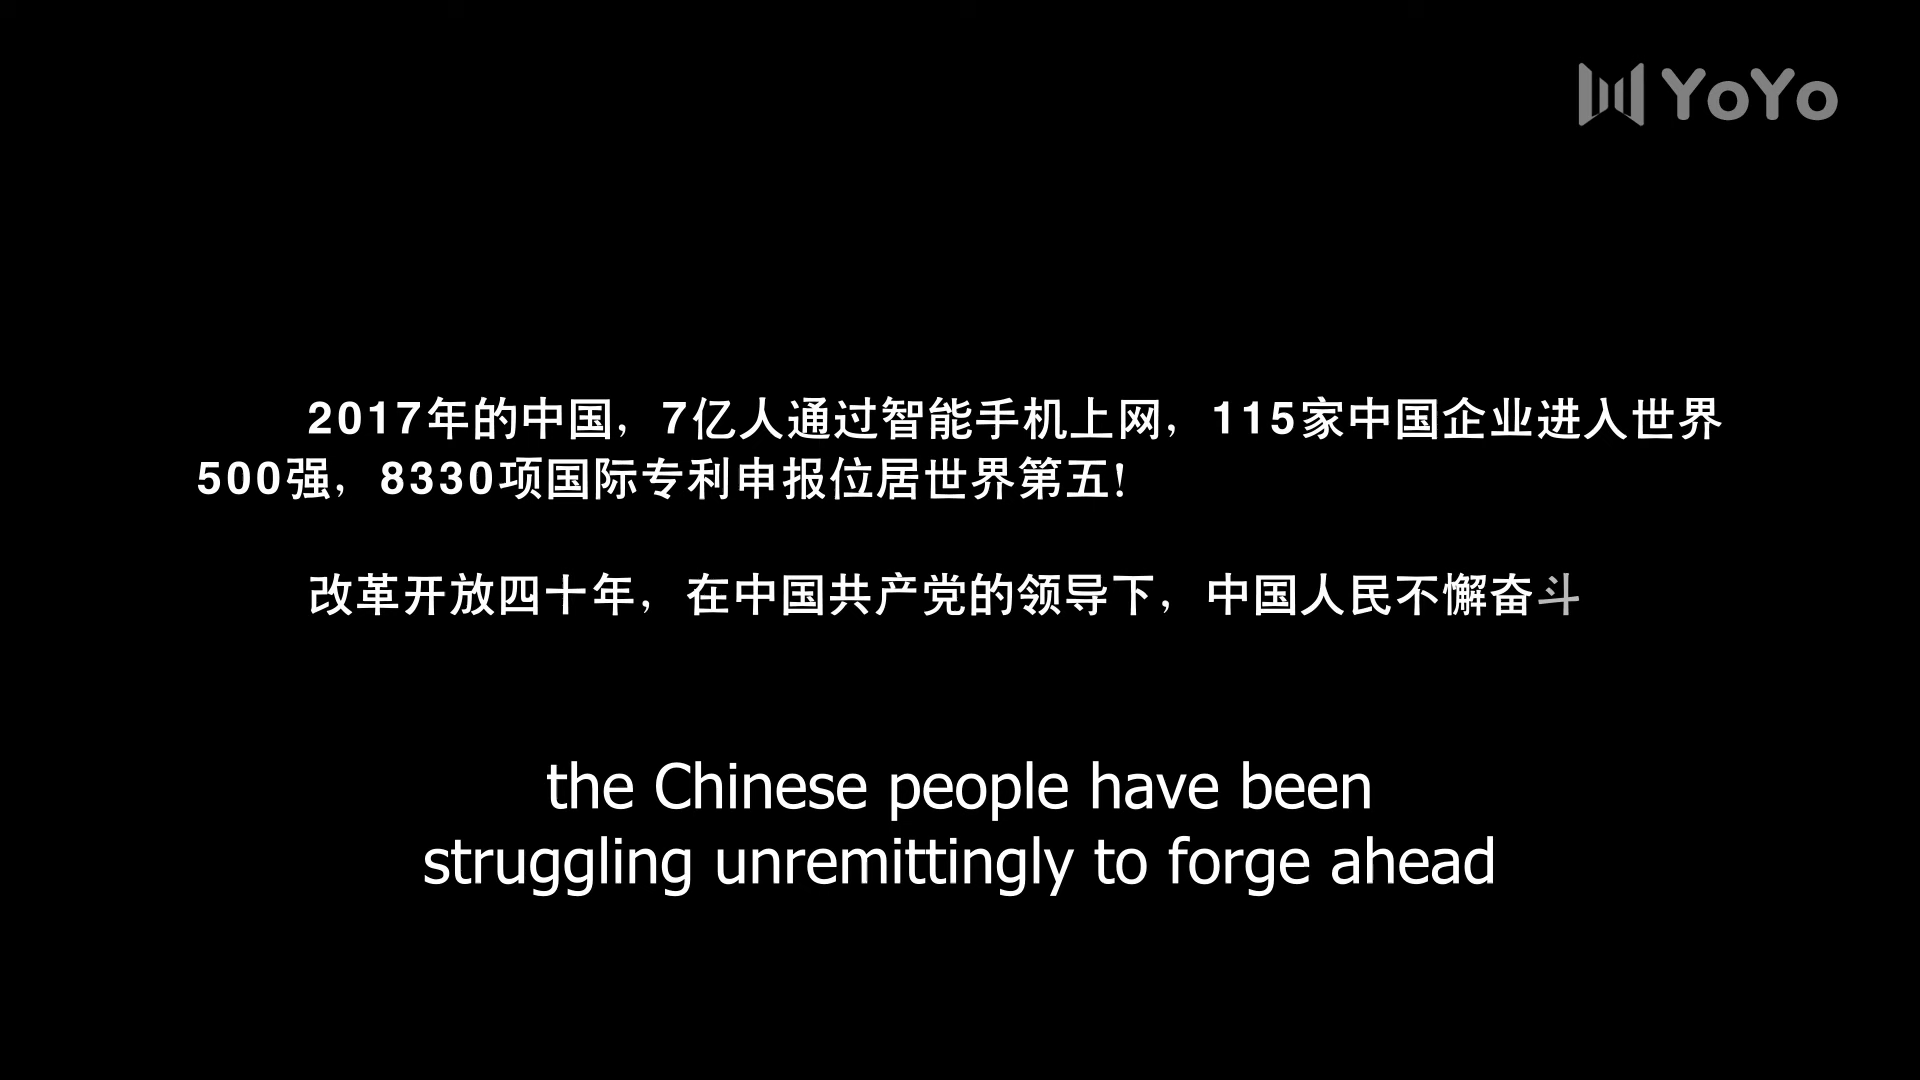 YoYo
2017年的中国，7亿人通过智能手机上网，115家中国企业进入世界
500强，8330项国际专利申报位居世界第五！
改革开放四十年，在中国共产党的领导下，中国人民不懈奋斗
the Chinese people have been
struggling unremittingly to forge ahead